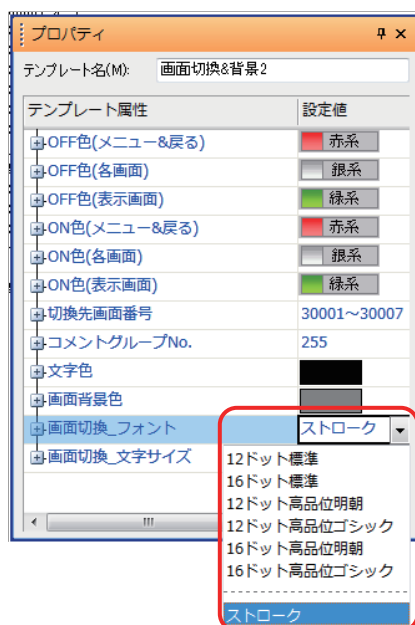 プロパティ
テンプレート名(M): 画面切換&背景2
テンプレート属性 設定値
OFF色(メニュー&戻る) 赤系
OFF色(各画面) 銀系
OFF色(表示画面) 緑系
ON色(メニュー&戻る) 赤系
ON色(各画面) 銀系
ON色(表示画面) 緑系
切換先画面番号 30001～30007
コメントグループNo. 255
文字色
画面背景色
画面切換_フォント ストローク
画面切換_文字サイズ
12ドット標準
16ドット標準
12ドット高品位明朝
12ドット高品位ゴシック
16ドット高品位明朝
16ドット高品位ゴシック
ストローク